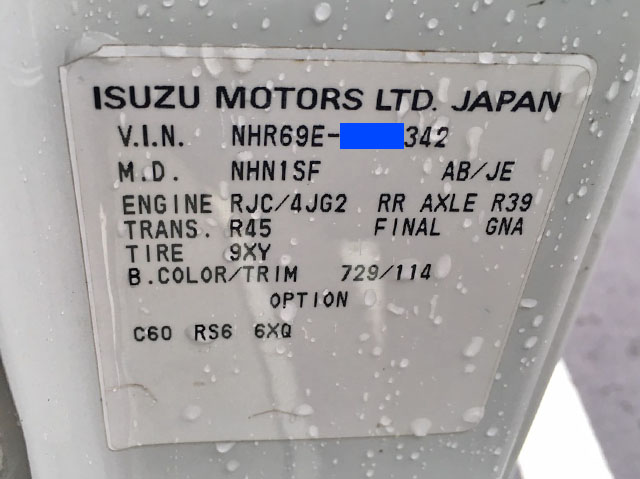 ISUZU MOTORS LTD. JAPAN
V.I.N. NHR69E-342
M.D. NHN1SF AB/JE
ENGINE RJC/4JG2 RR AXLE R39
TRANS. R45 FINAL GNA
TIRE 9XY
B.COLOR/TRIM 729/114
OPTION
C60 RS6 6XQ